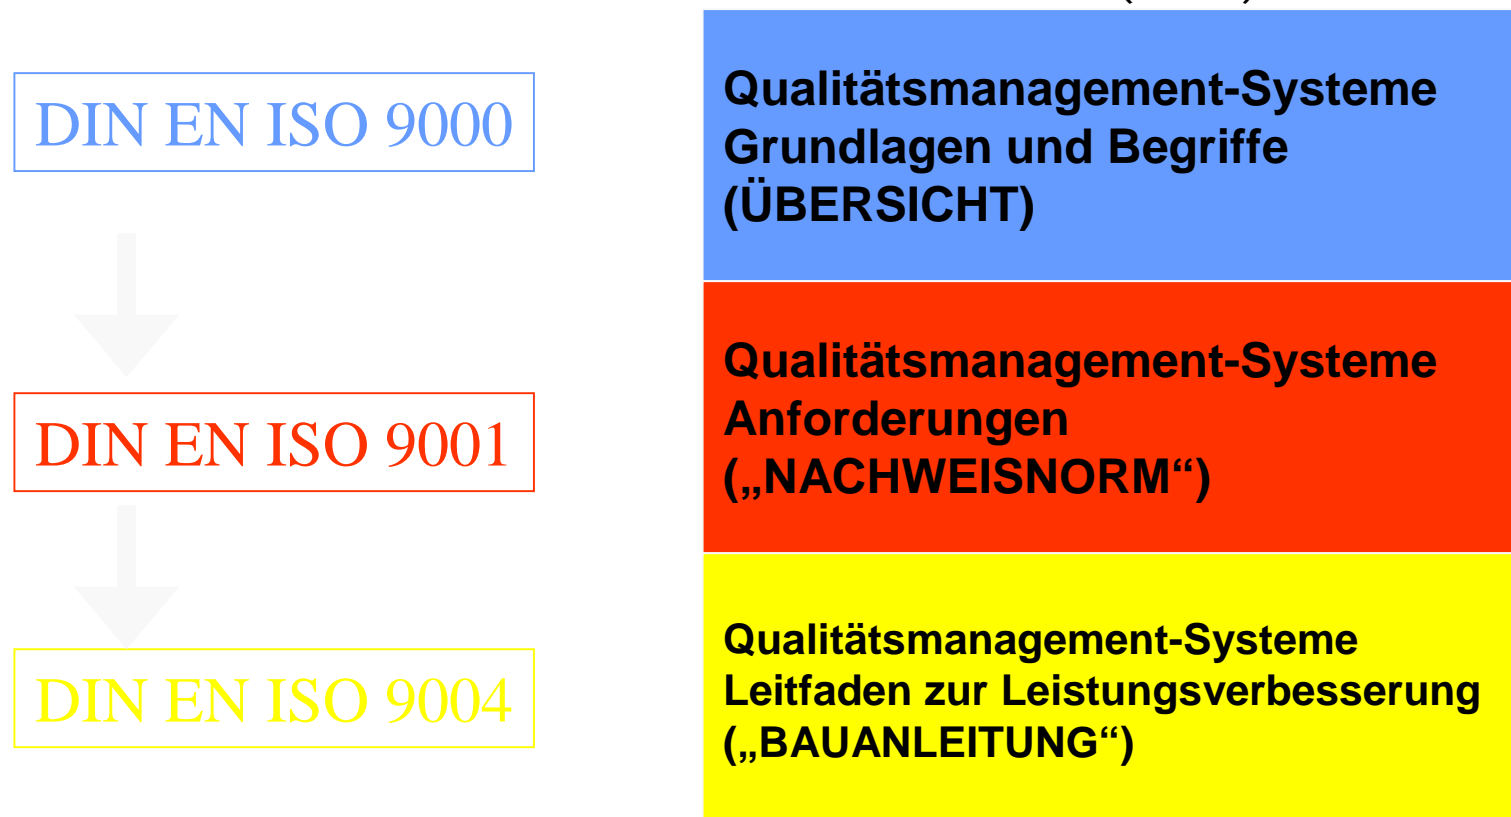 DIN EN ISO 9000
Qualitätsmanagement-Systeme
Grundlagen und Begriffe
(ÜBERSICHT)
DIN EN ISO 9001
Qualitätsmanagement-Systeme
Anforderungen
(„NACHWEISNORM“)
DIN EN ISO 9004
Qualitätsmanagement-Systeme
Leitfaden zur Leistungsverbesserung
(„BAUANLEITUNG“)